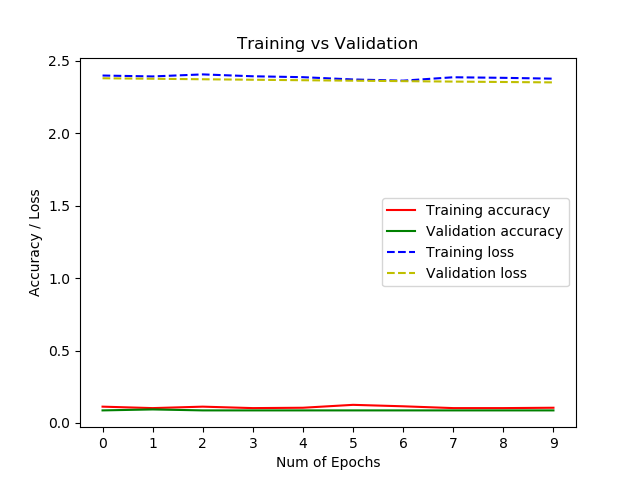 Training vs Validation
2.5
2.0
1.5
1.0
0.5
0.0
Accuracy / Loss
Training accuracy
Validation accuracy
Training loss
Validation loss
0 1 2 3 4 5 6 7 8 9
Num of Epochs